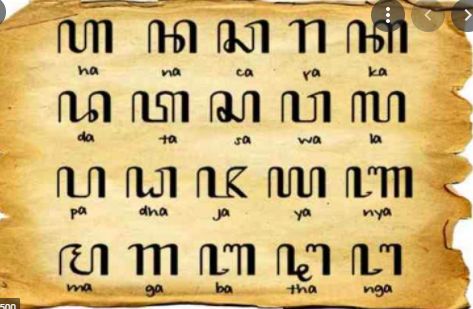 ꦲ ꦤ ꦕ ꦫ ꦏ
ha na ca ra ka
ꦢ ꦠ ꦱ ꦮ ꦭ
da ta sa wa la
ꦥ ꦝ ꦗ ꦪ ꦚ
pa dha ja ya nya
ꦩ ꦒ ꦧ ꦛ ꦔ
ma ga ba tha nga
500